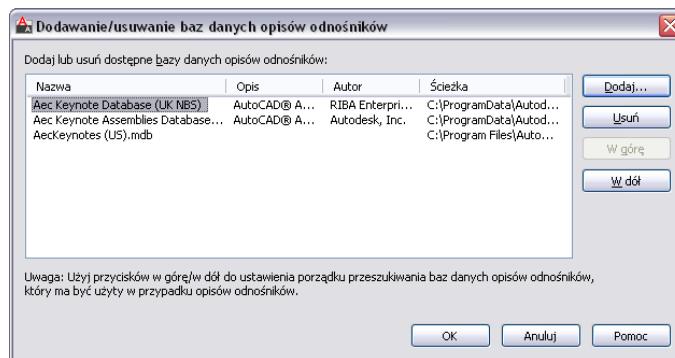 Dodawanie/usuwanie baz danych opisów odnośników
Dodaj lub usuń dostępne bazy danych opisów odnośników:
Nazwa Opis Autor Ścieżka
Aec Keynote Database (UK NBS) AutoCAD® A... RIBA Enterpri... C:\ProgramData\Autod...
Aec Keynote Assemblies Database... AutoCAD® A... Autodesk, Inc. C:\ProgramData\Autod...
AecKeynotes (US).mdb C:\Program Files\Auto...
Dodaj...
Usuń
W górę
W dół
Uwaga: Użyj przycisków w górę/w dół do ustawienia porządku przeszukiwania baz danych opisów odnośników,
który ma być użyty w przypadku opisów odnośników.
OK Anuluj Pomoc